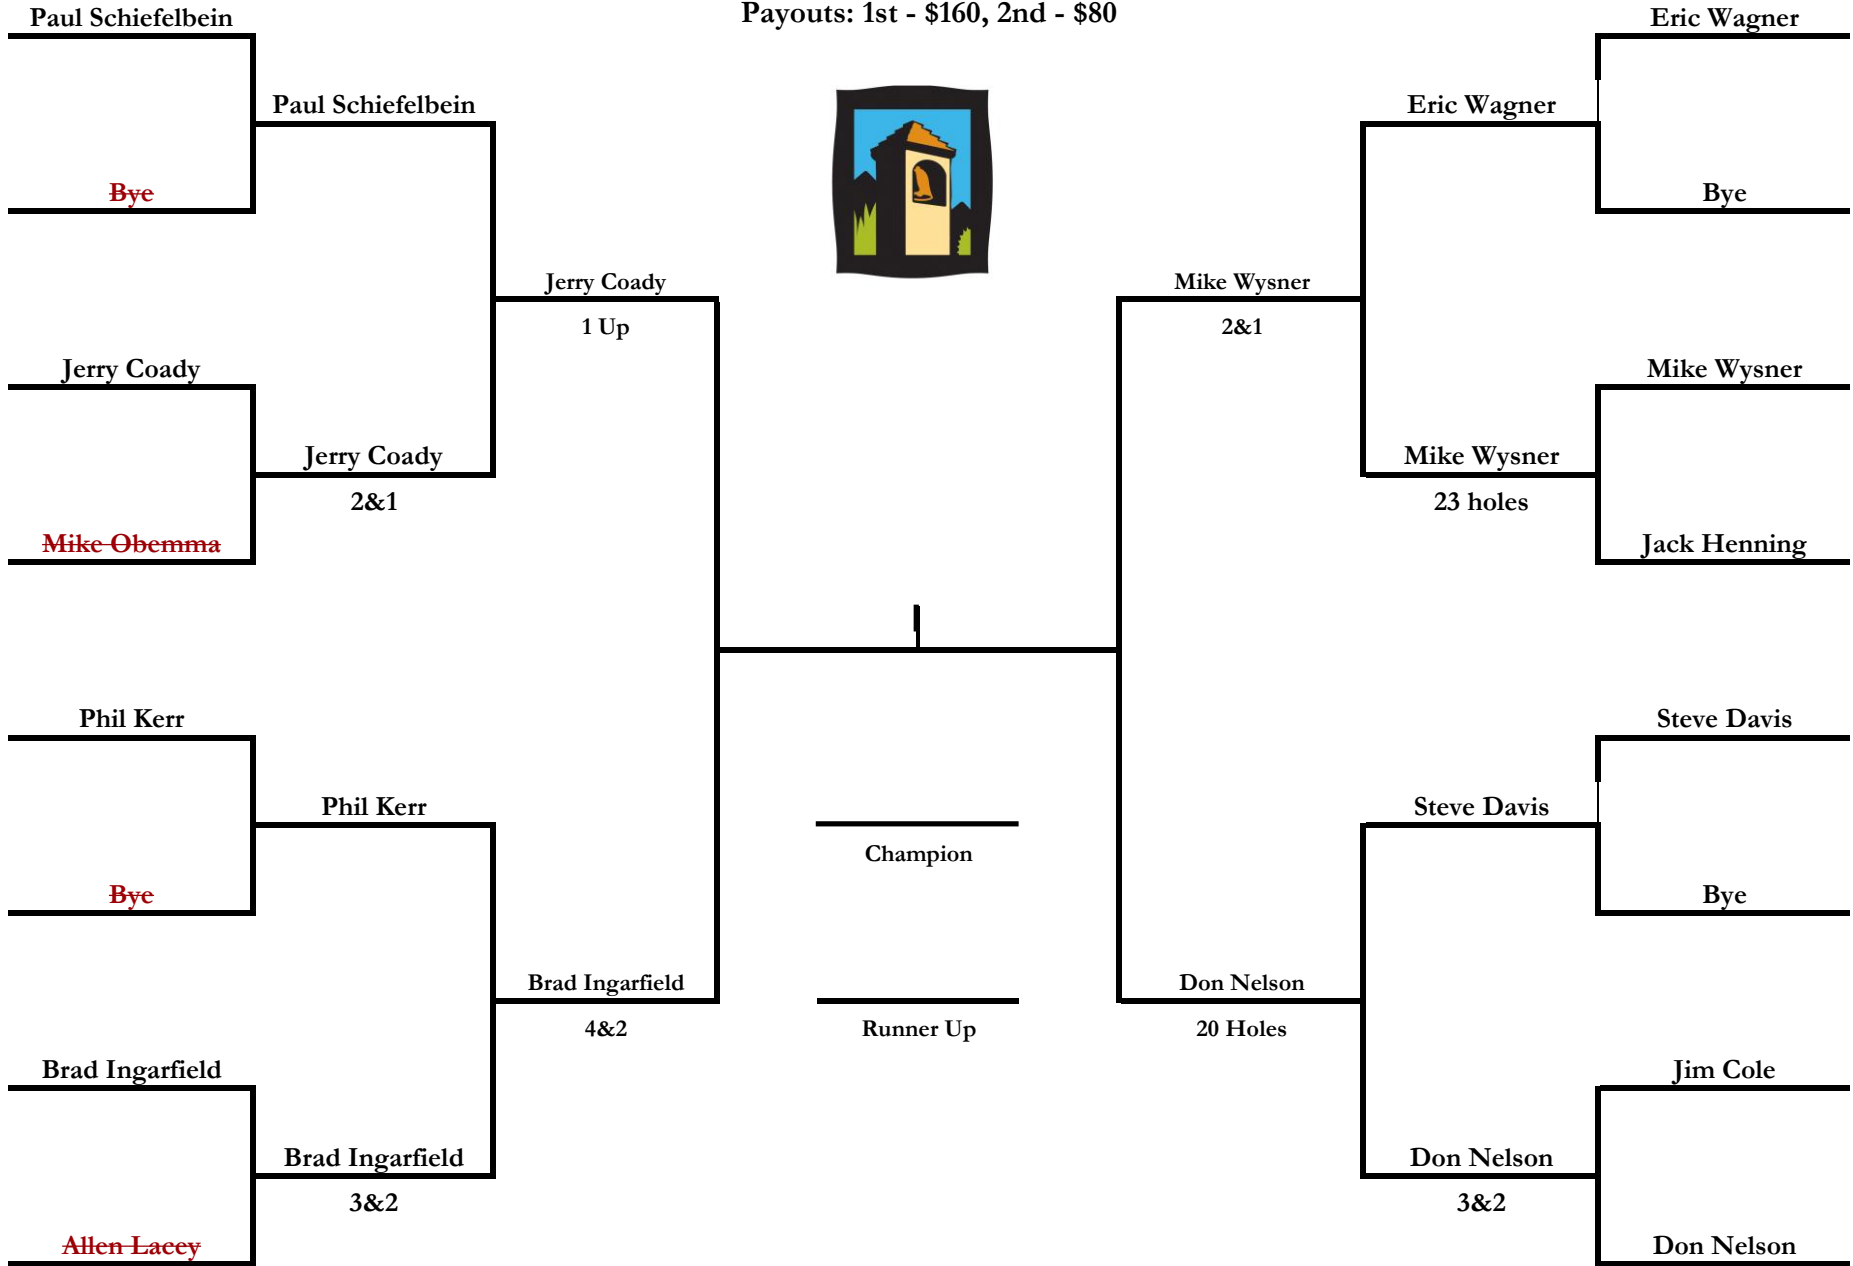 Payouts: 1st - $160, 2nd - $80
Paul Schiefelbein
Eric Wagner
Paul Schiefelbein
Eric Wagner
Bye
Bye
Jerry Coady
Mike Wysner
1 Up
2&1
Jerry Coady
Mike Wysner
Jerry Coady
Mike Wysner
2&1
23 holes
Mike Obemma
Jack Henning
Phil Kerr
Steve Davis
Phil Kerr
Steve Davis
Champion
Bye
Bye
Brad Ingarfield
Don Nelson
4&2
Runner Up
20 Holes
Brad Ingarfield
Jim Cole
Brad Ingarfield
Don Nelson
3&2
3&2
Allen Lacey
Don Nelson